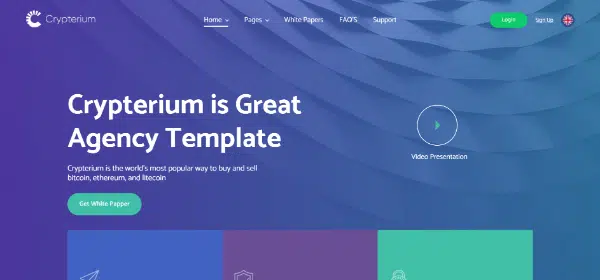 Crypterium
Home Pages White Papers FAQ'S Support Login Sign Up
Crypterium is Great
Agency Template
Crypterium is the world's most popular way to buy and sell
bitcoin, ethereum, and litecoin
Get White Papper
Video Presentation